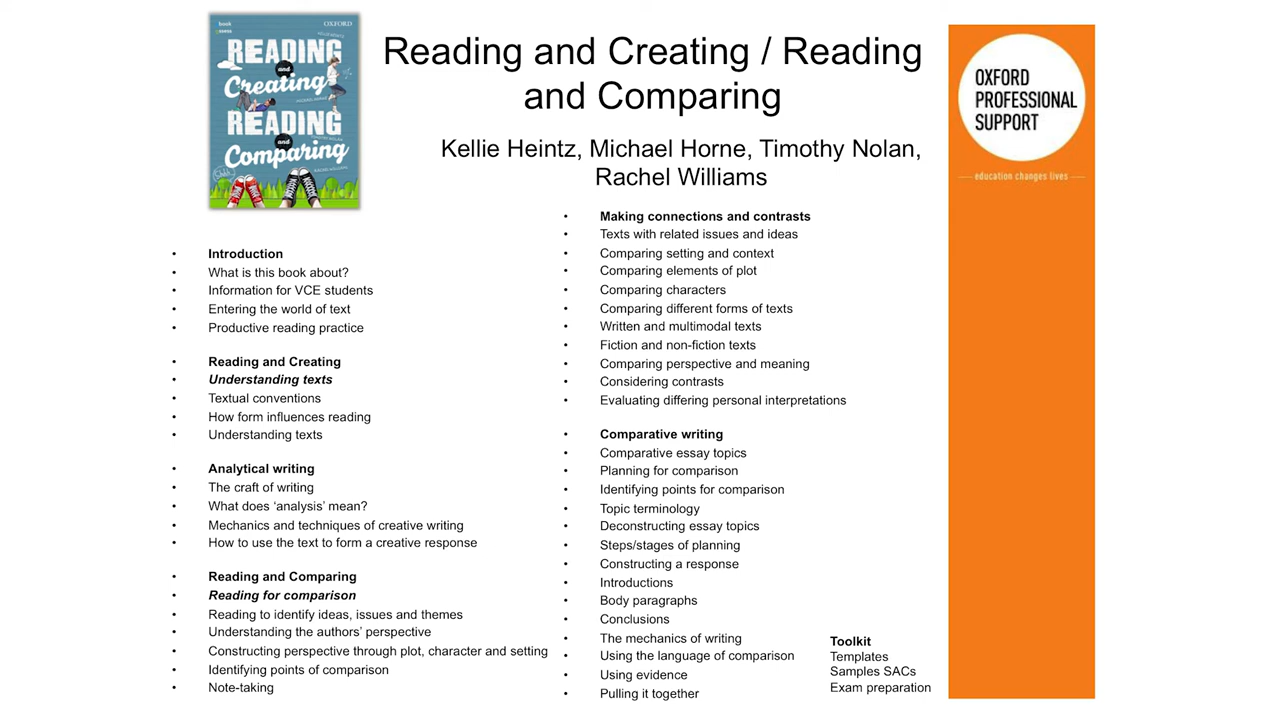 book
OXFORD
READING
and
Creating
READING
and
Comparing
Reading and Creating / Reading
and Comparing
Kellie Heintz, Michael Horne, Timothy Nolan,
Rachel Williams
OXFORD
PROFESSIONAL
SUPPORT
education changes lives
• Introduction
• What is this book about?
• Information for VCE students
• Entering the world of text
• Productive reading practice
• Reading and Creating
• Understanding texts
• Textual conventions
• How form influences reading
• Understanding texts
• Analytical writing
• The craft of writing
• What does ‘analysis’ mean?
• Mechanics and techniques of creative writing
• How to use the text to form a creative response
• Reading and Comparing
• Reading for comparison
• Reading to identify ideas, issues and themes
• Understanding the authors’ perspective
• Constructing perspective through plot, character and setting
• Identifying points of comparison
• Note-taking
• Making connections and contrasts
• Texts with related issues and ideas
• Comparing setting and context
• Comparing elements of plot
• Comparing characters
• Comparing different forms of texts
• Written and multimodal texts
• Fiction and non-fiction texts
• Comparing perspective and meaning
• Considering contrasts
• Evaluating differing personal interpretations
• Comparative writing
• Comparative essay topics
• Planning for comparison
• Identifying points for comparison
• Topic terminology
• Deconstructing essay topics
• Steps/stages of planning
• Constructing a response
• Introductions
• Body paragraphs
• Conclusions
• The mechanics of writing
• Using the language of comparison
• Using evidence
• Pulling it together
Toolkit
Templates
Samples SACs
Exam preparation